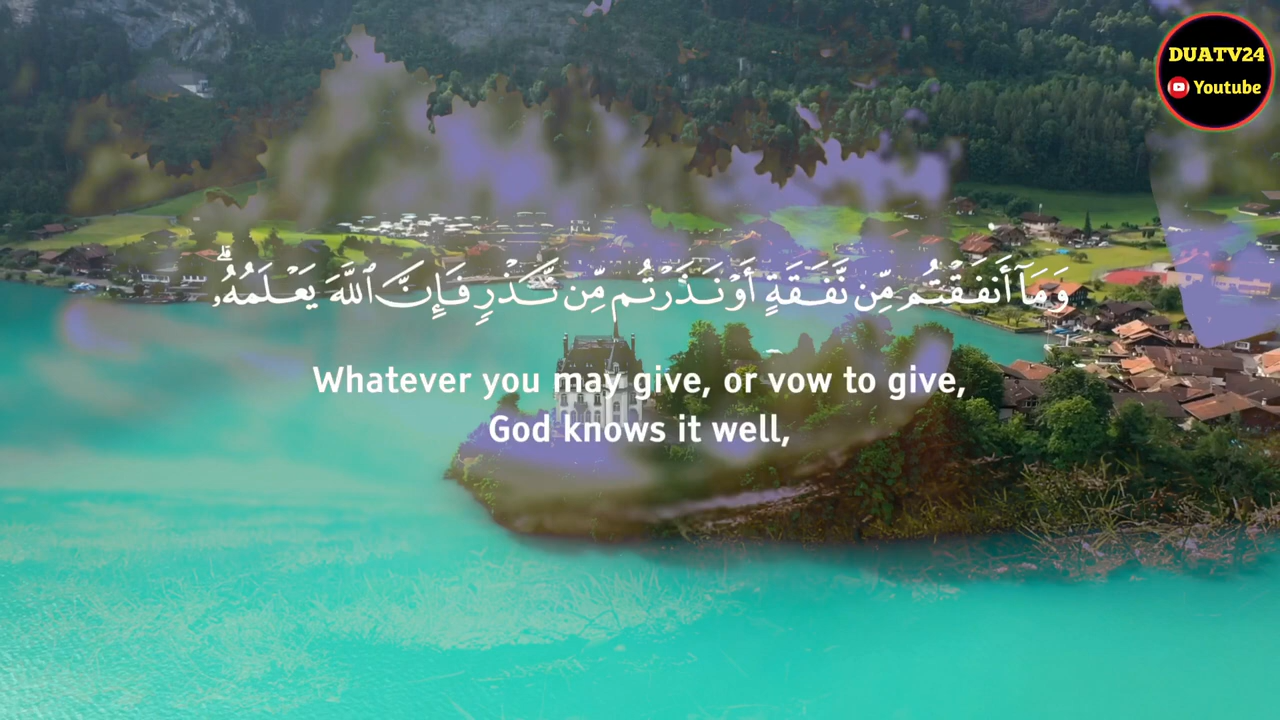 DUATV24
Youtube
وَمَآ أَنفَقْتُم مِّن نَّفَقَةٍ أَوْ نَذَرْتُم مِّن نَّذْرٍ فَإِنَّ ٱللَّهَ يَعْلَمُهُۥ ۗ
Whatever you may give, or vow to give,
God knows it well,